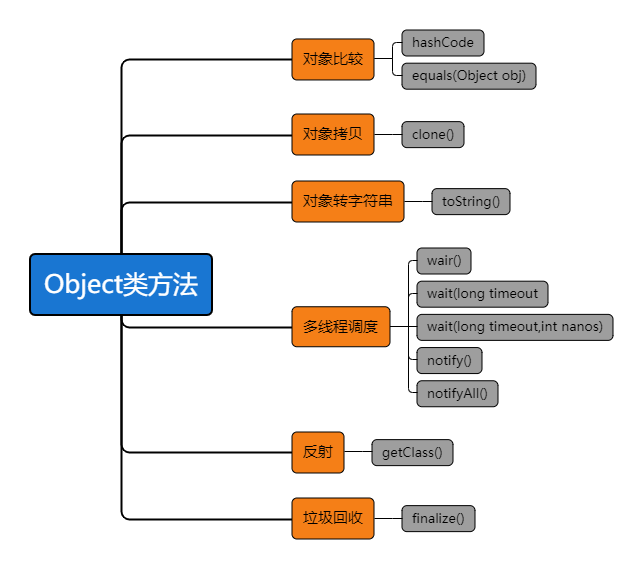 Object类方法
对象比较
hashCode
equals(Object obj)
对象拷贝
clone()
对象转字符串
toString()
多线程调度
wair()
wait(long timeout
wait(long timeout,int nanos)
notify()
notifyAll()
反射
getClass()
垃圾回收
finalize()